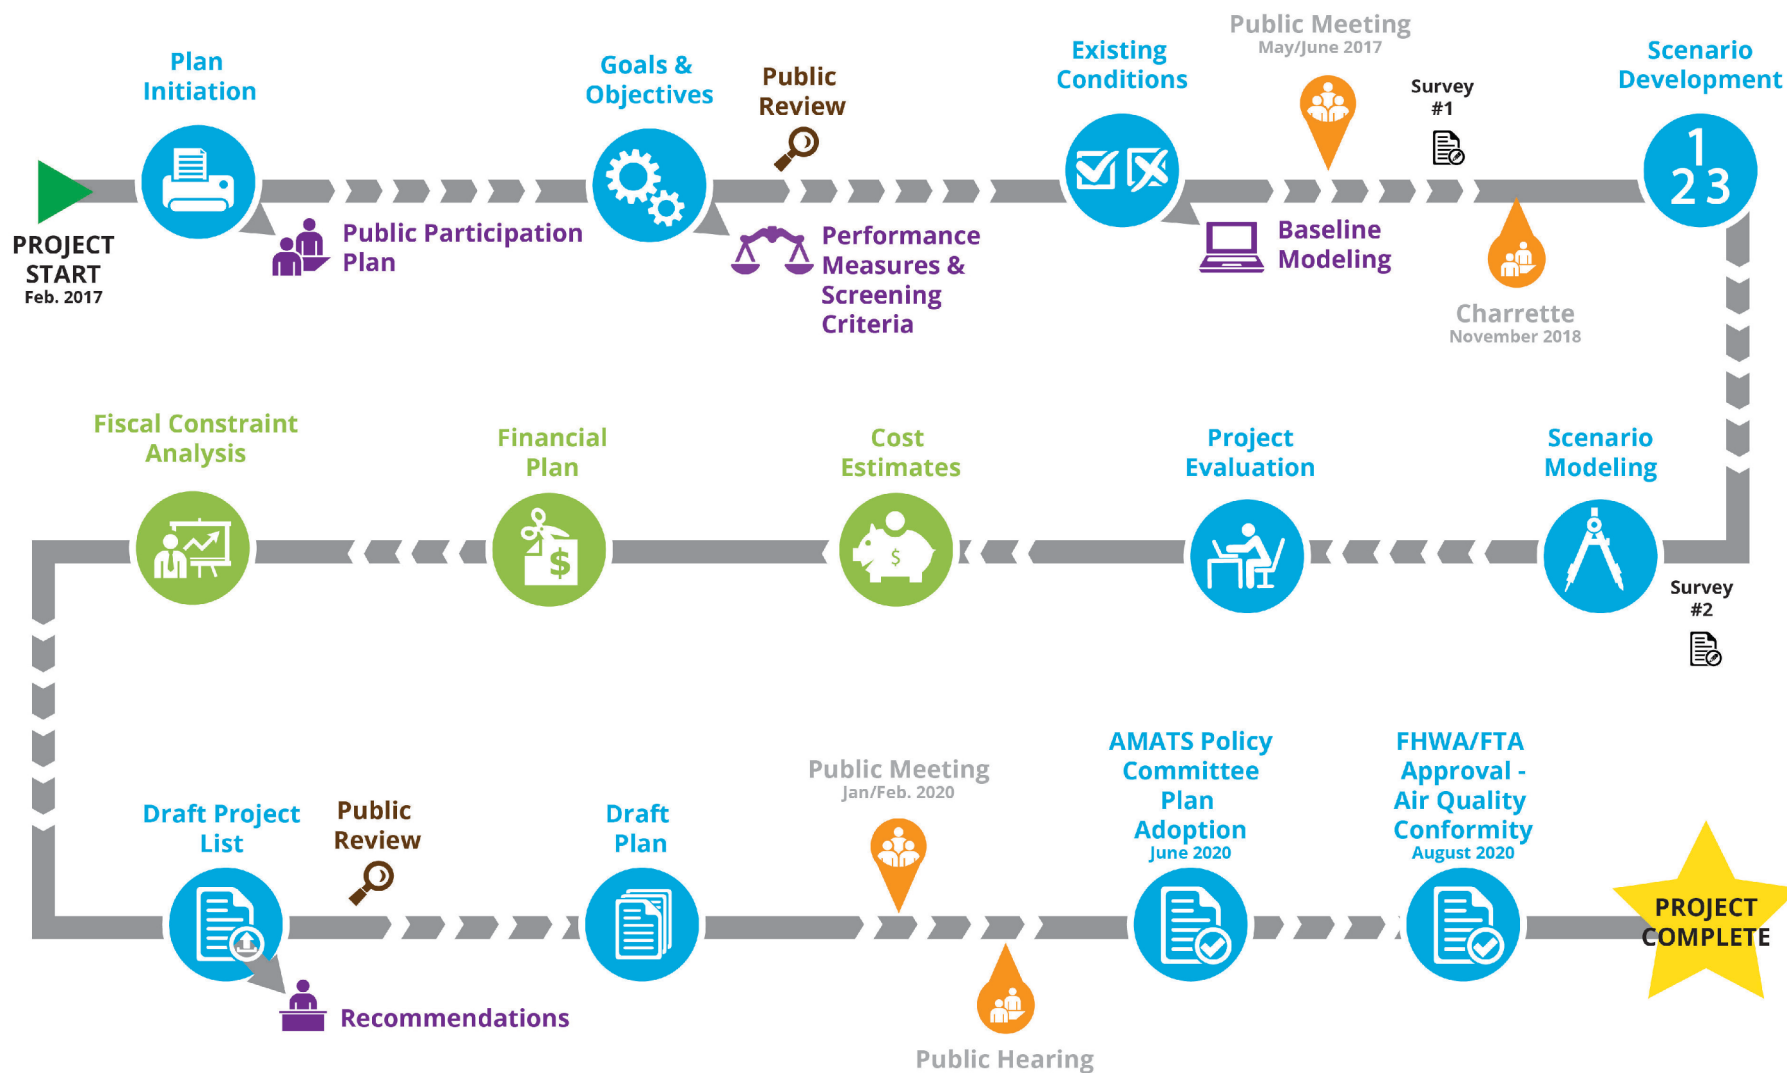 PROJECT
START
Feb. 2017
Plan
Initiation
Public Participation
Plan
Goals &
Objectives
Public
Review
Performance
Measures &
Screening
Criteria
Existing
Conditions
Baseline
Modeling
Public Meeting
May/June 2017
Survey
#1
Charrette
November 2018
Scenario
Development
1
2 3
Scenario
Modeling
Survey
#2
Project
Evaluation
Cost
Estimates
$
Financial
Plan
$
Fiscal Constraint
Analysis
Draft Project
List
Recommendations
Public
Review
Draft
Plan
Public Meeting
Jan/Feb. 2020
Public Hearing
AMATS Policy
Committee
Plan
Adoption
June 2020
FHWA/FTA
Approval -
Air Quality
Conformity
August 2020
PROJECT
COMPLETE